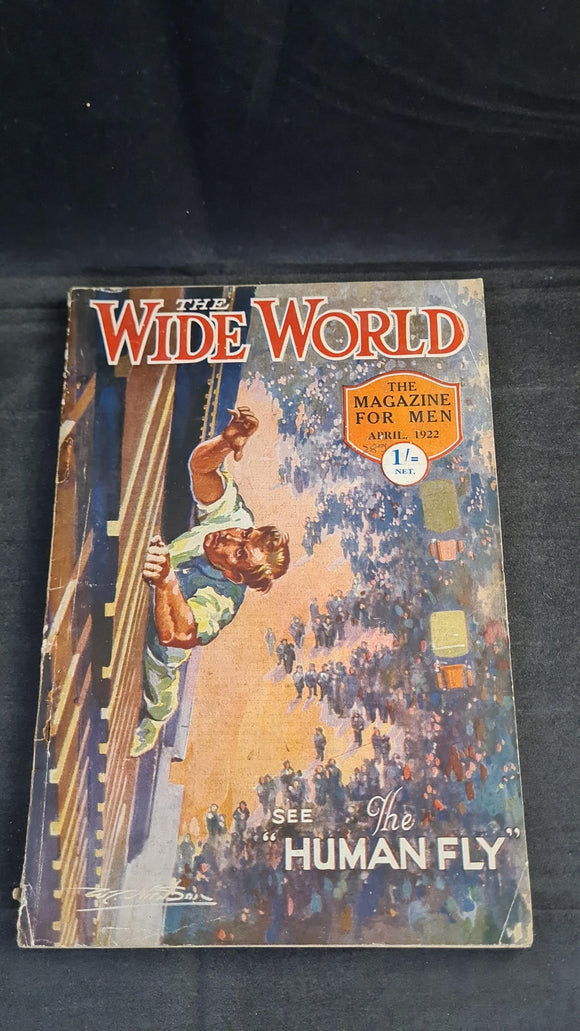 THE
WIDE WORLD
THE
MAGAZINE
FOR MEN
APRIL, 1922
1/=
NET.
SEE
"The
HUMAN FLY"